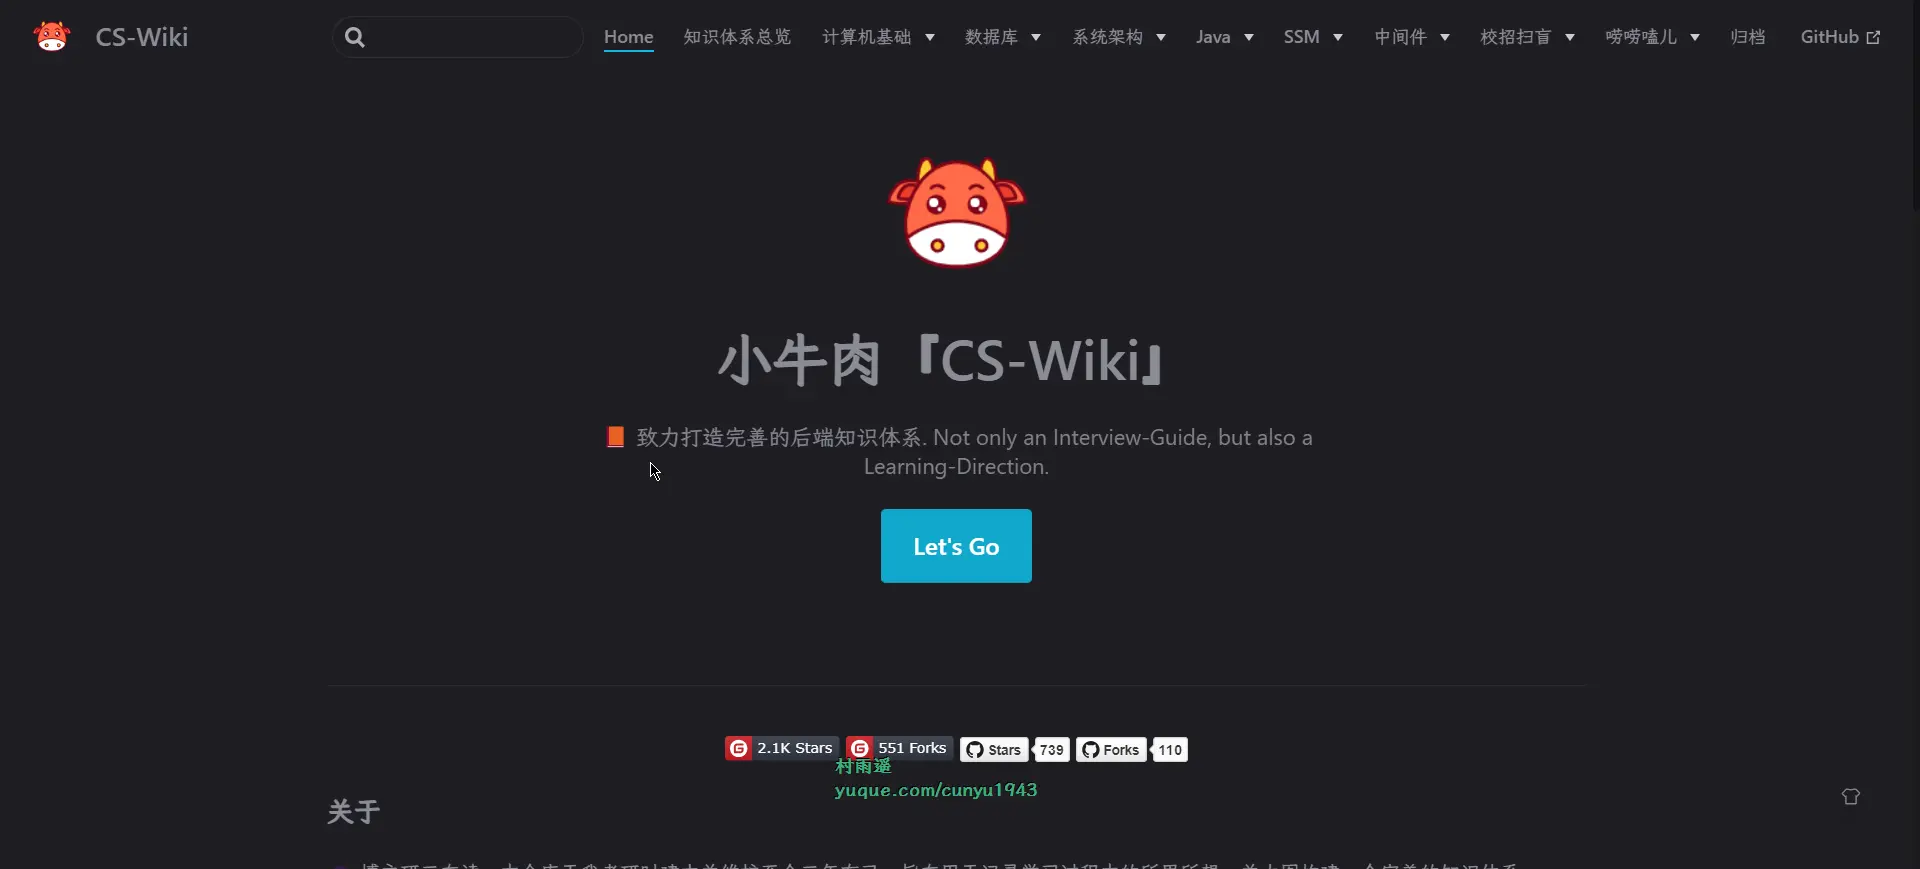 CS-Wiki
Home 知识体系总览 计算机基础 数据库 系统架构 Java SSM 中间件 校招扫盲 唠唠嗑儿 归档 GitHub
小牛肉『CS-Wiki』
致力打造完善的后端知识体系. Not only an Interview-Guide, but also a
Learning-Direction.
Let's Go
2.1K Stars 551 Forks Stars 739 Forks 110
村雨遥
yuque.com/cunyu1943
关于